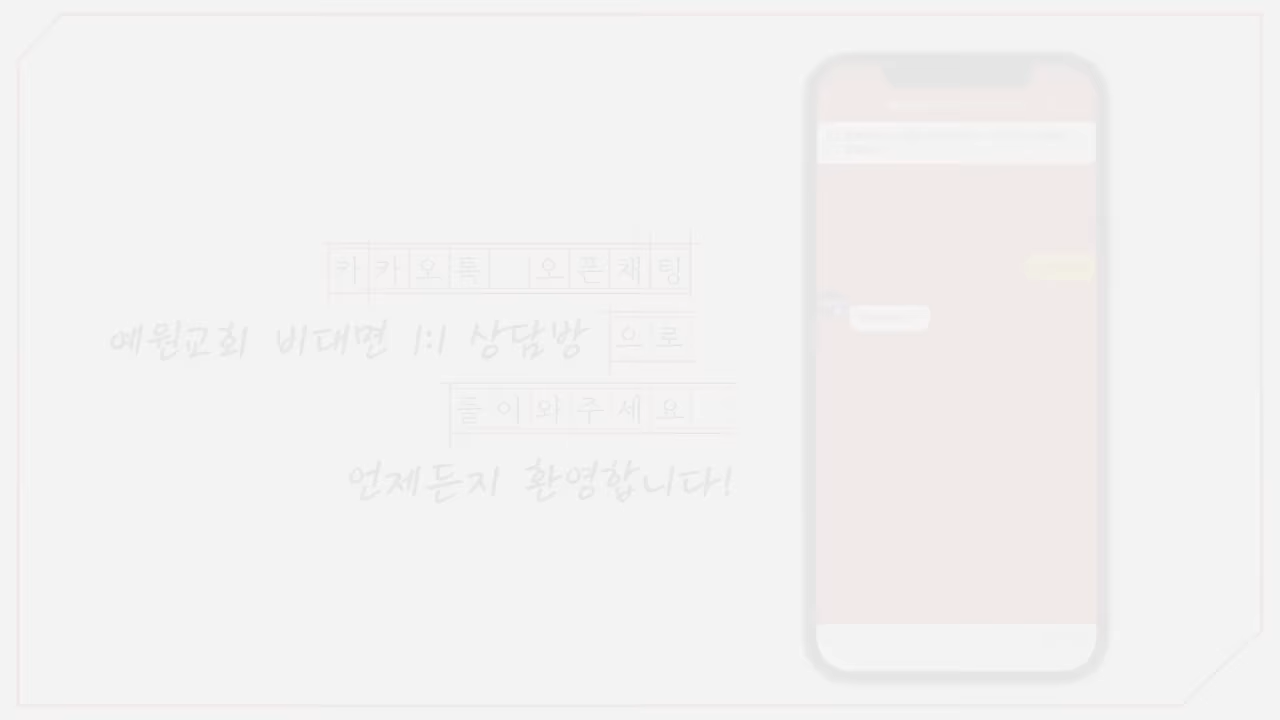 카카오톡 오픈채팅
예원교회 비대면 1:1 상담방으로
들어와주세요
언제든지 환영합니다!